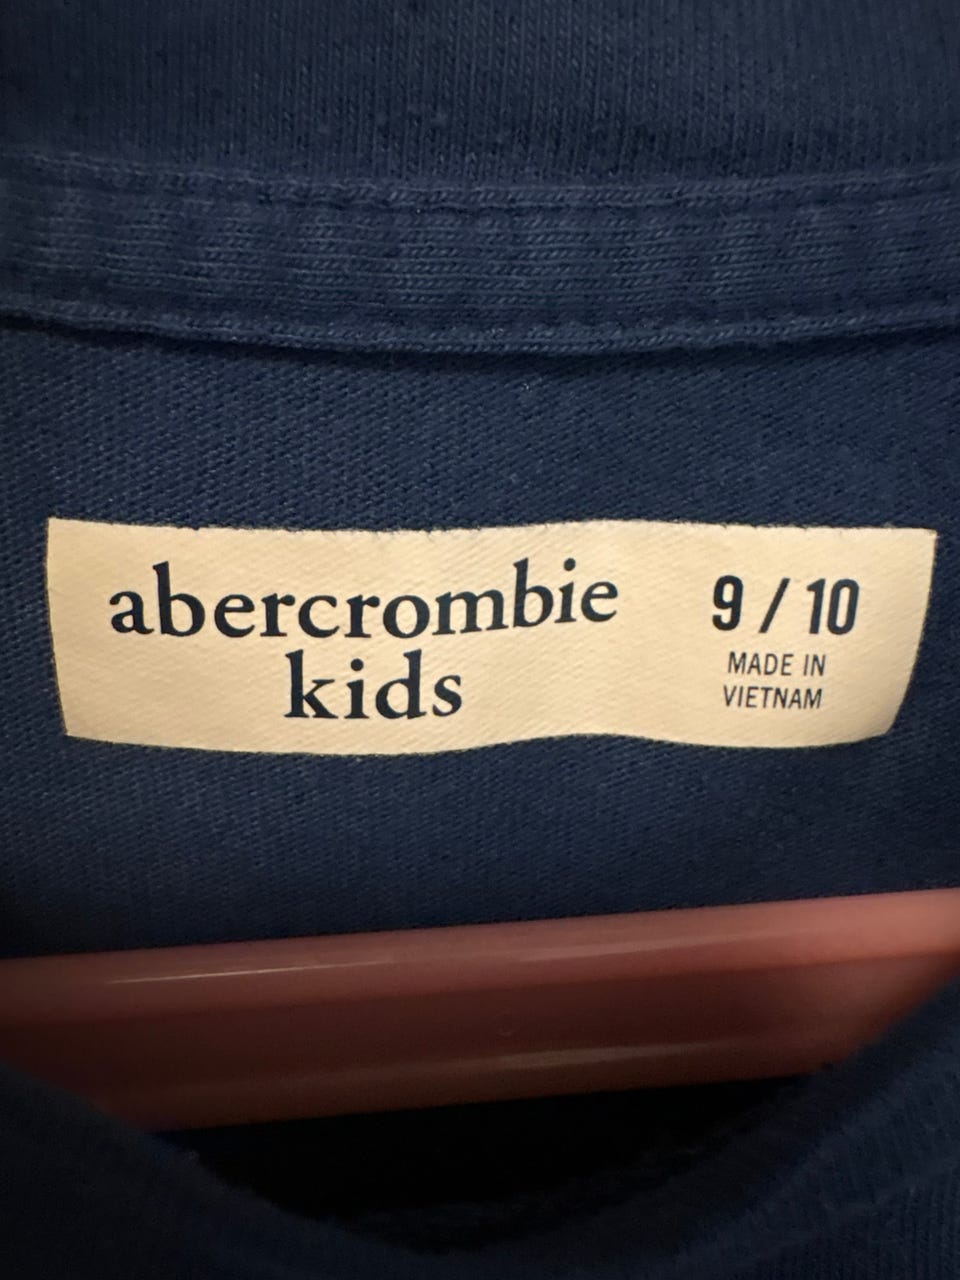 abercrombie
kids
9 / 10
MADE IN
VIETNAM